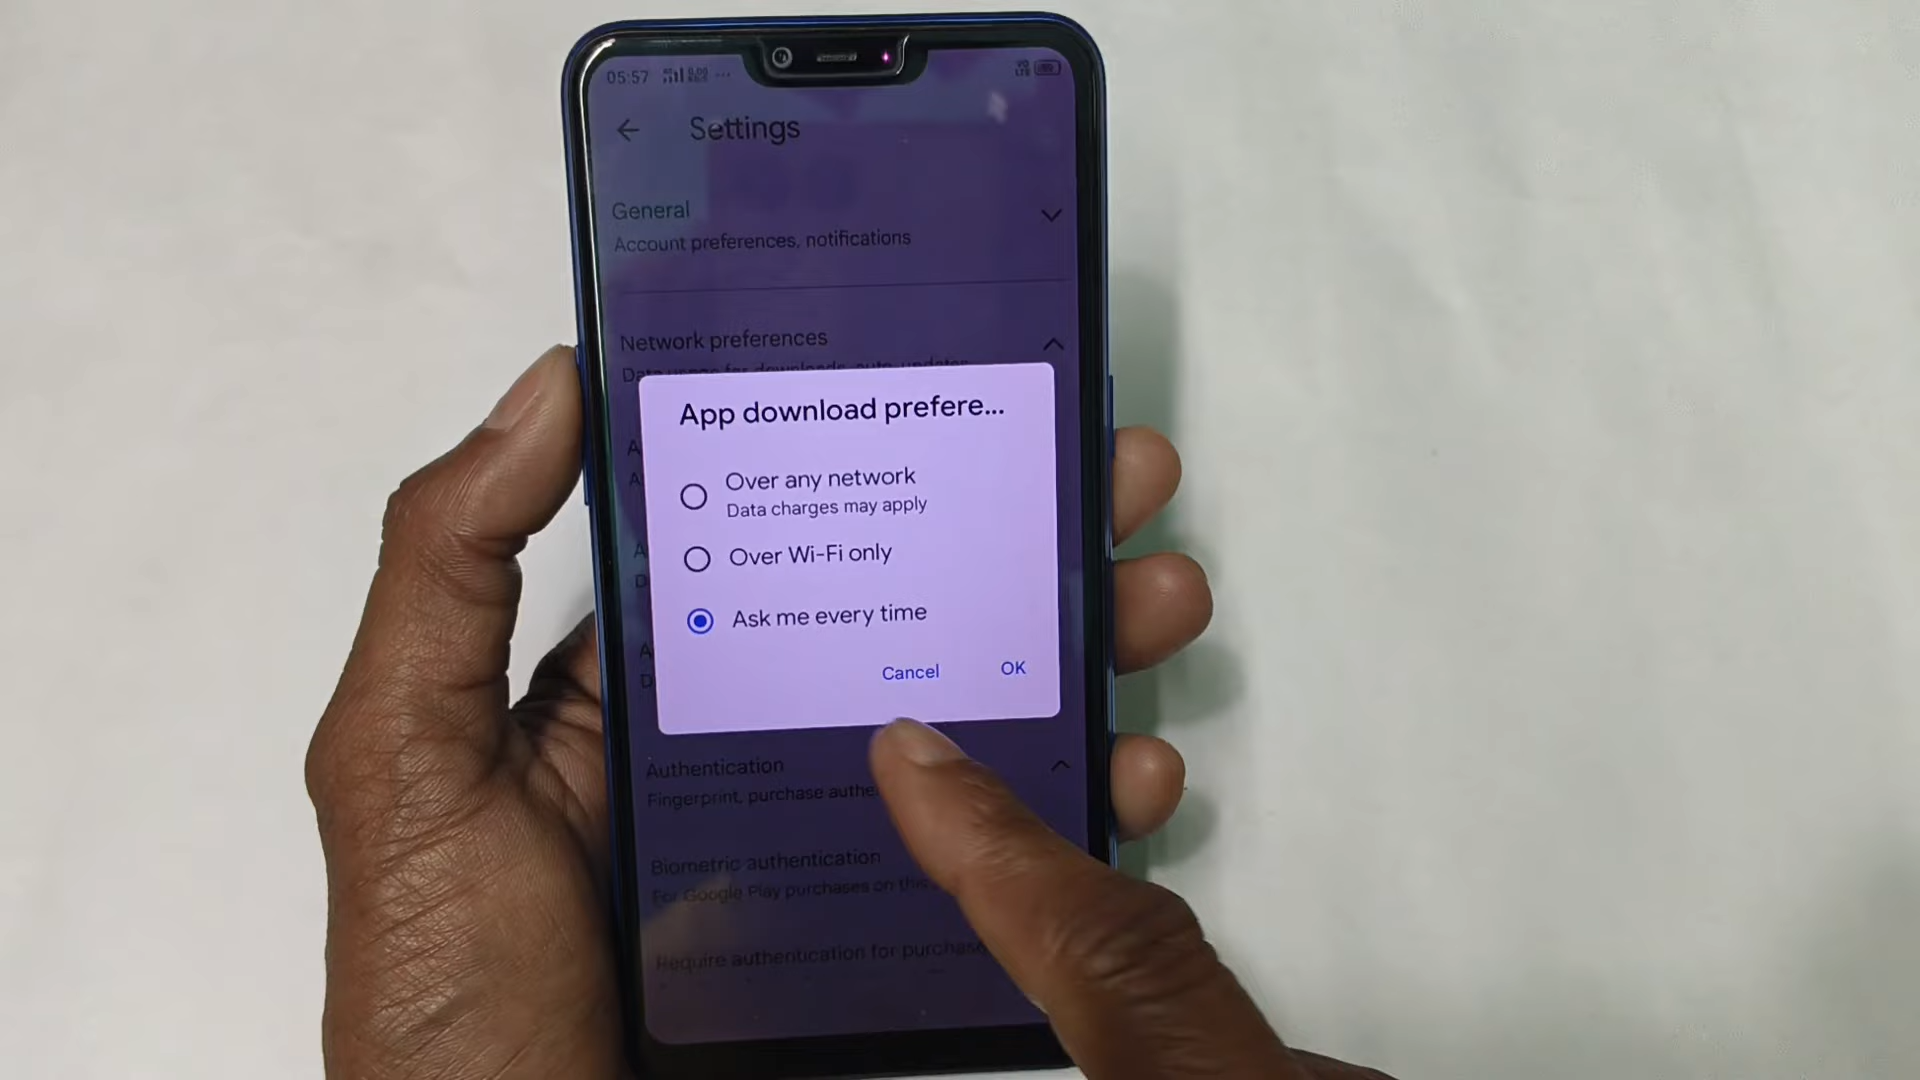 05:57
Settings
General
Account preferences, notifications
Network preferences
App download prefere...
Over any network
Data charges may apply
Over Wi-Fi only
Ask me every time
Cancel OK
Authentication
Fingerprint, purchase authe
Biometric authentication
For Google Play purchases on this
Require authentication for purchase